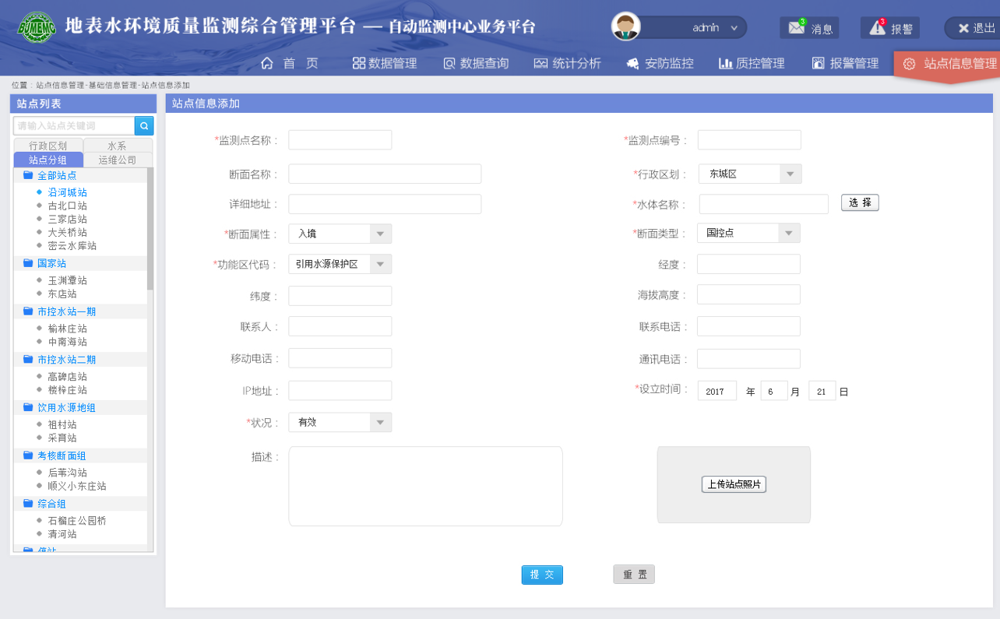 BJMEMC 地表水环境质量监测综合管理平台 — 自动监测中心业务平台
admin
3 消息
3 报警
退出
首 页 数据管理 数据查询 统计分析 安防监控 质控管理 报警管理 站点信息管理
位置：站点信息管理-基础信息管理-站点信息添加
站点列表
请输入站点关键词
行政区划 水系
站点分组 运维公司
全部站点
沿河城站
古北口站
三家店站
大关桥站
密云水库站
国家站
玉渊潭站
东店站
市控水站一期
榆林庄站
中南海站
市控水站二期
高碑店站
楼梓庄站
饮用水源地组
祖村站
采育站
考核断面组
后苇沟站
顺义小东庄站
综合组
石榴庄公园桥
清河站
站点信息添加
*监测点名称： *监测点编号：
断面名称： *行政区划： 东城区
详细地址： *水体名称： 选 择
*断面属性： 入境 *断面类型： 国控点
*功能区代码： 引用水源保护区 经度：
纬度： 海拔高度：
联系人： 联系电话：
移动电话： 通讯电话：
IP地址： *设立时间： 2017 年 6 月 21 日
*状况： 有效
描述： 上传站点照片
提 交 重 置